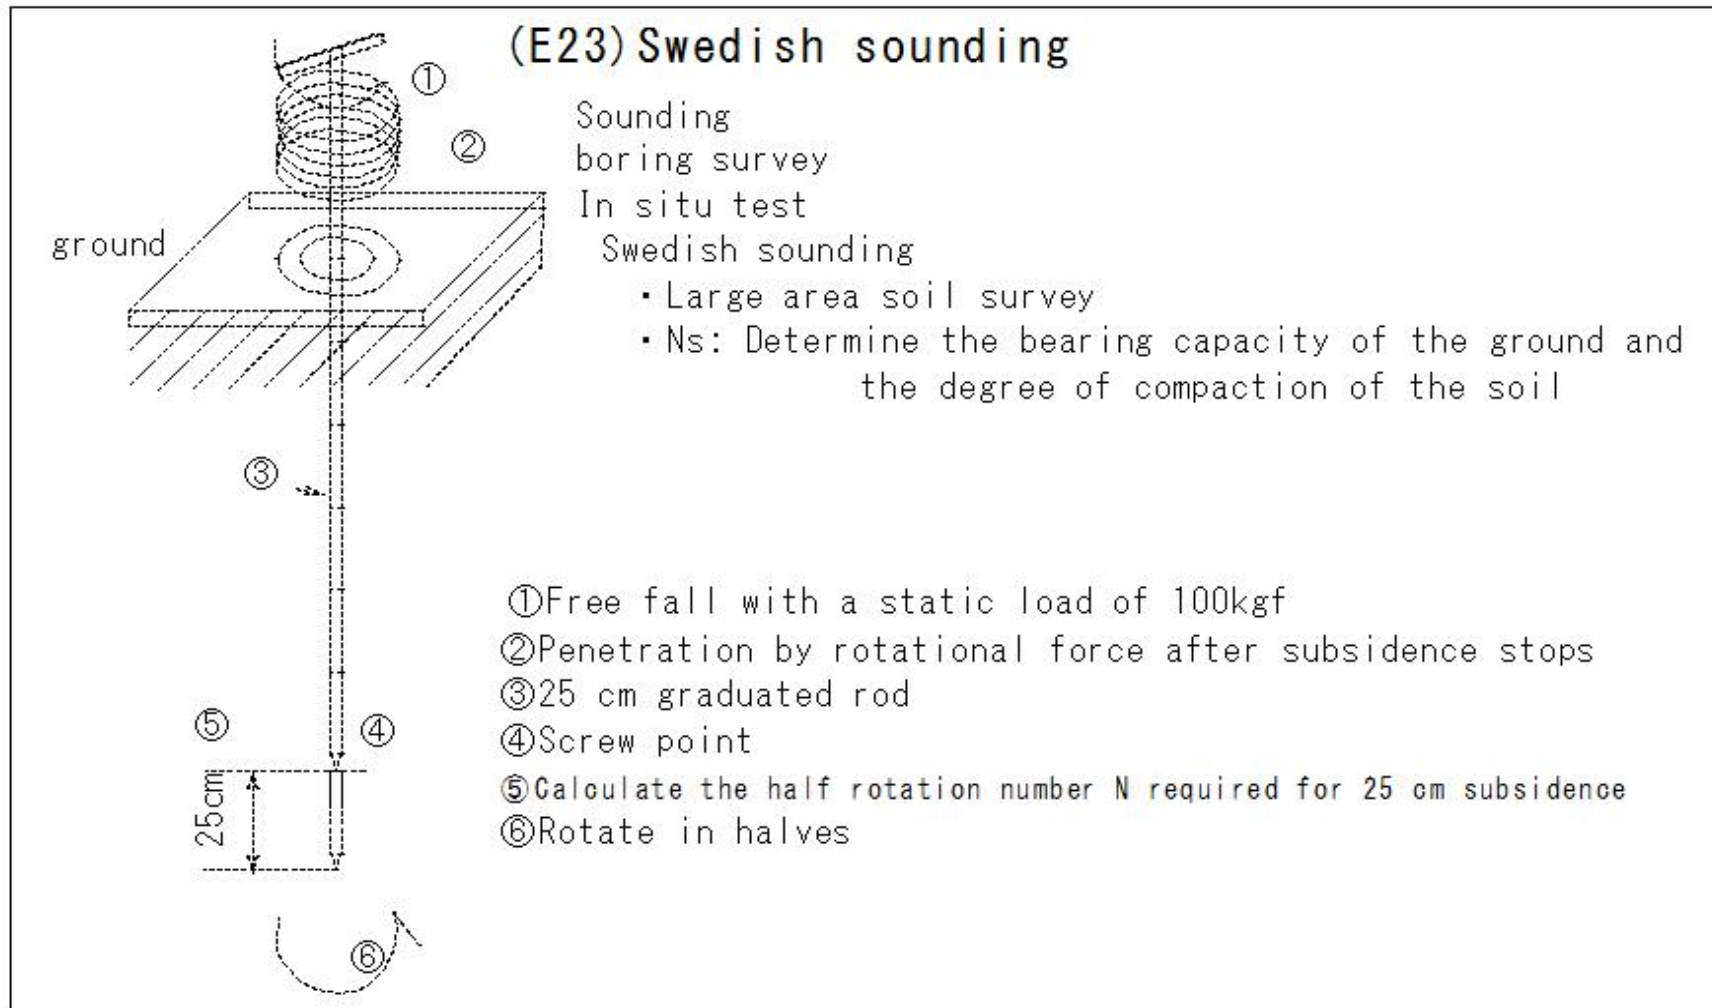 (E23)Swedish sounding
①
Sounding
②
boring survey
In situ test
ground
Swedish sounding
・Large area soil survey
・Ns: Determine the bearing capacity of the ground and
the degree of compaction of the soil
③
①Free fall with a static load of 100kgf
②Penetration by rotational force after subsidence stops
③25 cm graduated rod
⑤
④
④Screw point
25cm
⑤Calculate the half rotation number N required for 25 cm subsidence
⑥Rotate in halves
⑥